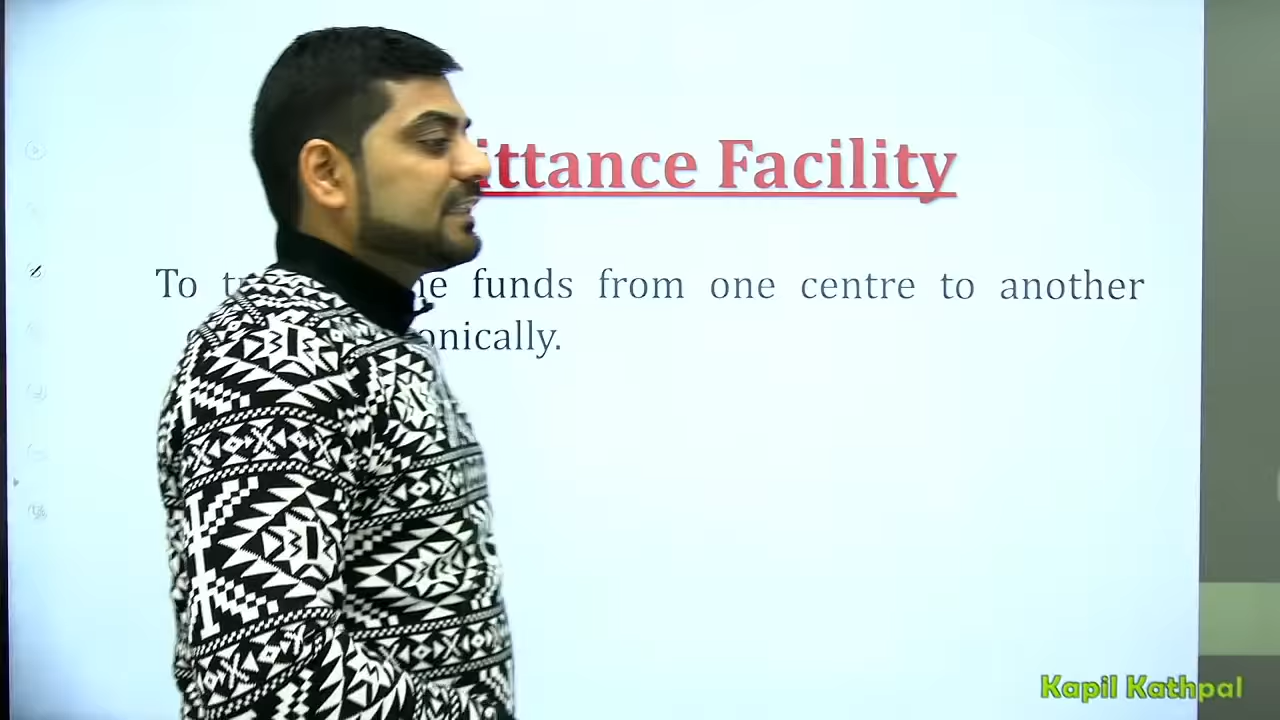 ittance Facility
To funds from one centre to another
onically.
Kapil Kathpal